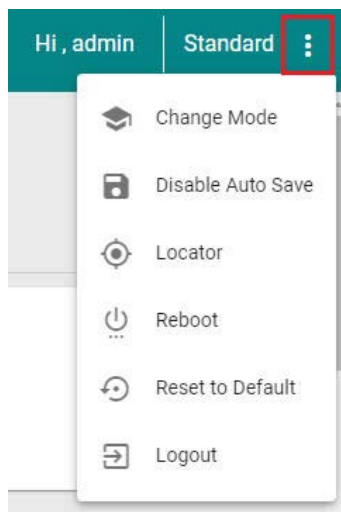 Hi , admin Standard
Change Mode
Disable Auto Save
Locator
Reboot
Reset to Default
Logout